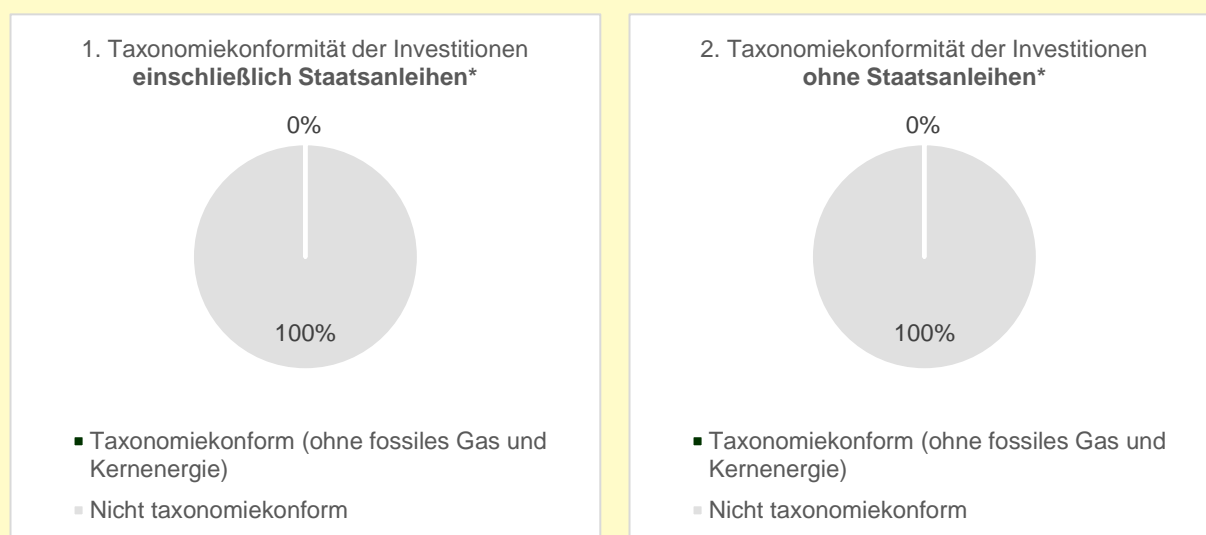 1. Taxonomiekonformität der Investitionen
einschließlich Staatsanleihen*
0%
100%
▪ Taxonomiekonform (ohne fossiles Gas und
Kernenergie)
▪ Nicht taxonomiekonform
2. Taxonomiekonformität der Investitionen
ohne Staatsanleihen*
0%
100%
▪ Taxonomiekonform (ohne fossiles Gas und
Kernenergie)
▪ Nicht taxonomiekonform